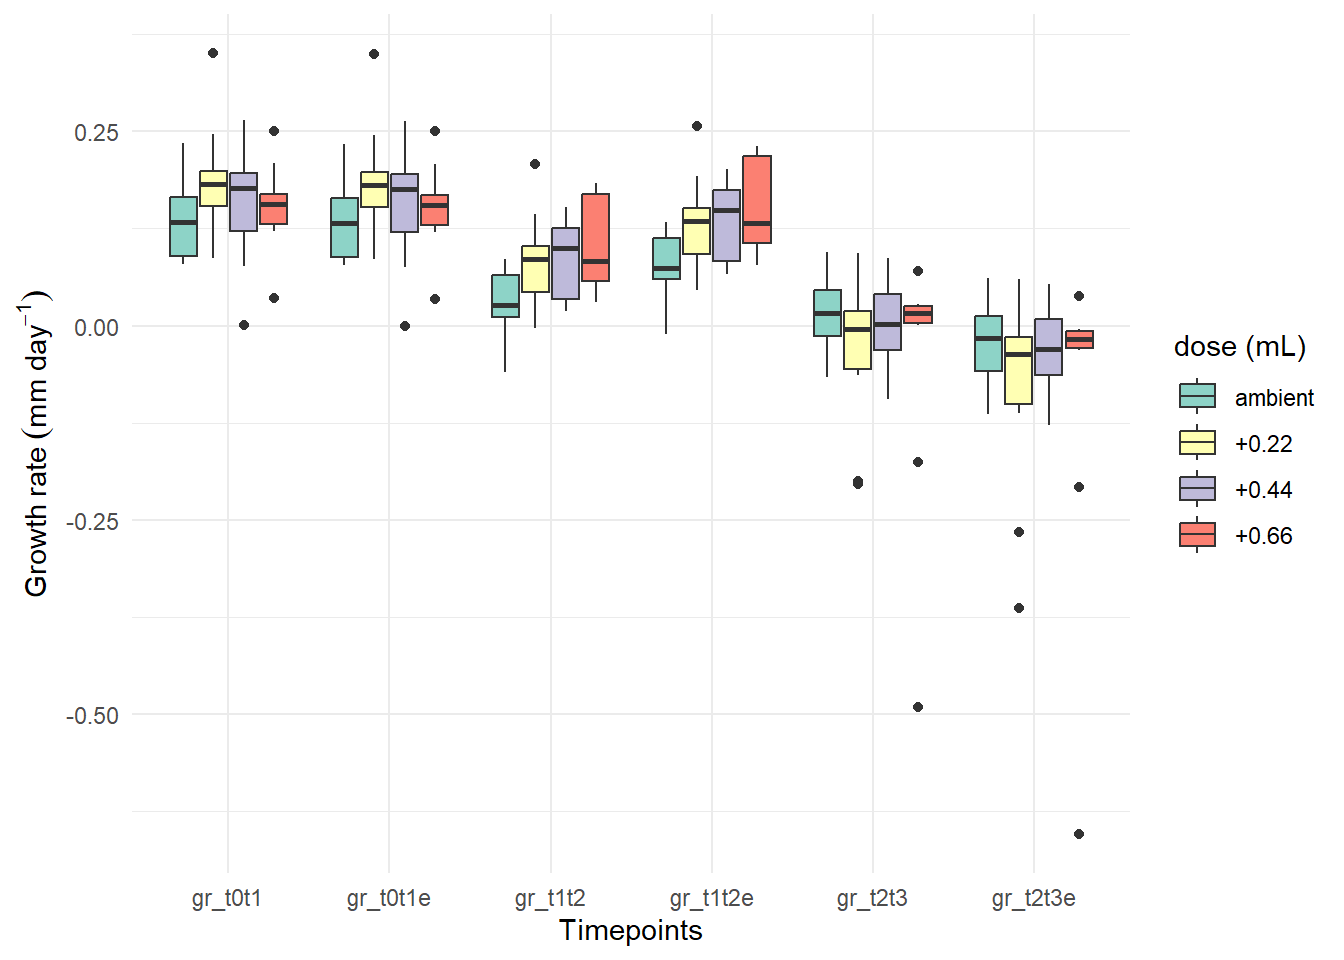 Growth rate (mm day⁻¹)
0.25
0.00
-0.25
-0.50
gr_t0t1 gr_t0t1e gr_t1t2 gr_t1t2e gr_t2t3 gr_t2t3e
Timepoints
dose (mL)
ambient
+0.22
+0.44
+0.66